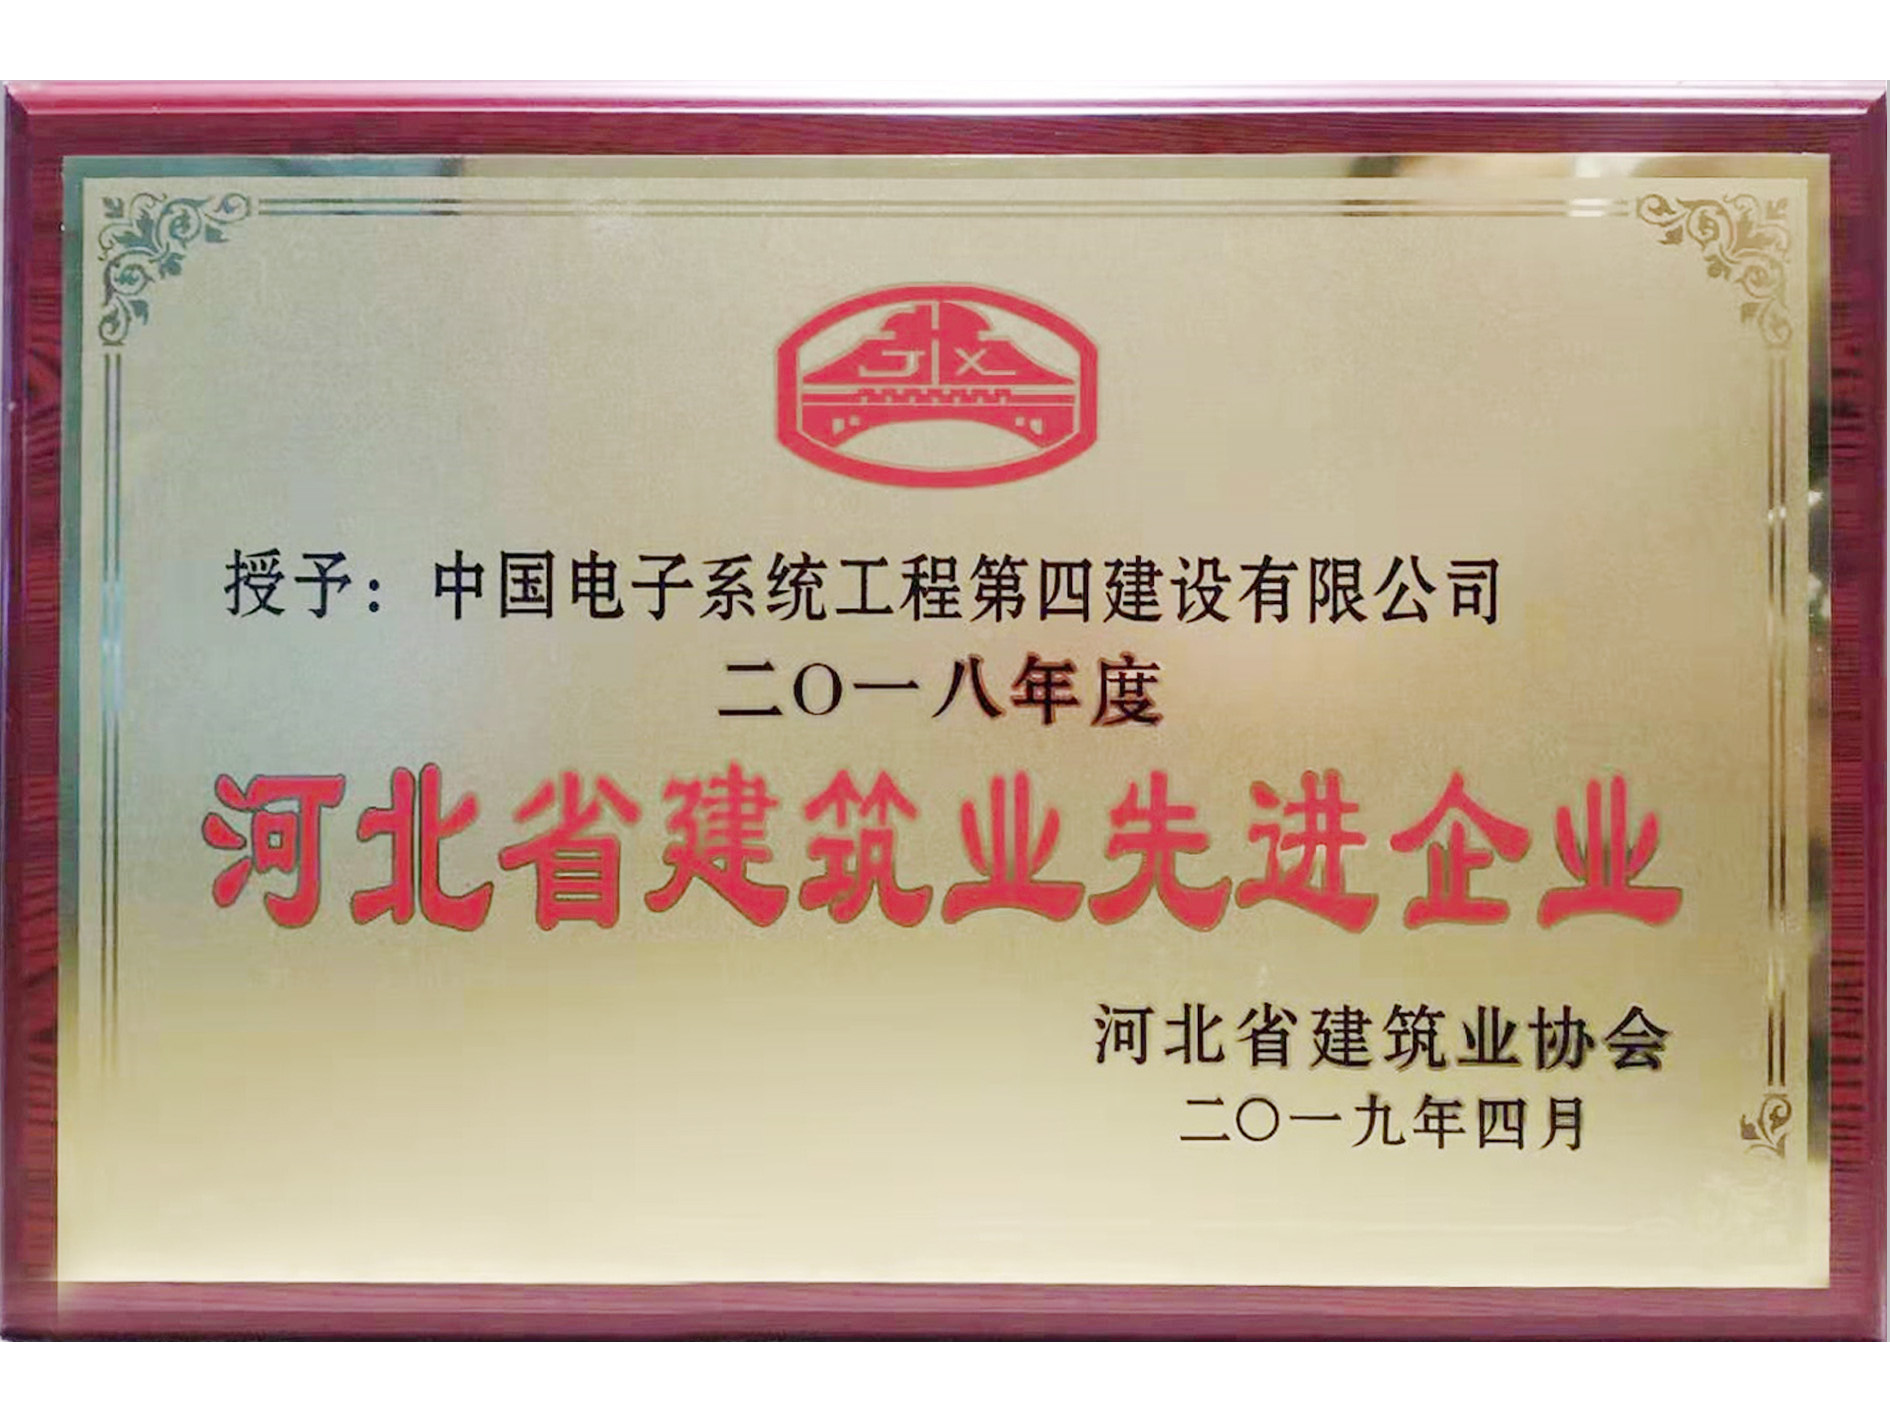 J X
授予：中国电子系统工程第四建设有限公司
二〇一八年度
河北省建筑业先进企业
河北省建筑业协会
二〇一九年四月